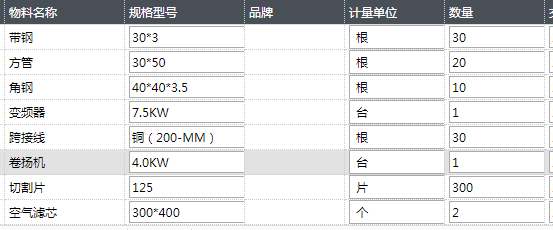 物料名称 规格型号 品牌 计量单位 数量
带钢 30*3 根 30
方管 30*50 根 20
角钢 40*40*3.5 根 10
变频器 7.5KW 台 1
跨接线 铜（200-MM） 根 30
卷扬机 4.0KW 台 1
切割片 125 片 300
空气滤芯 300*400 个 2